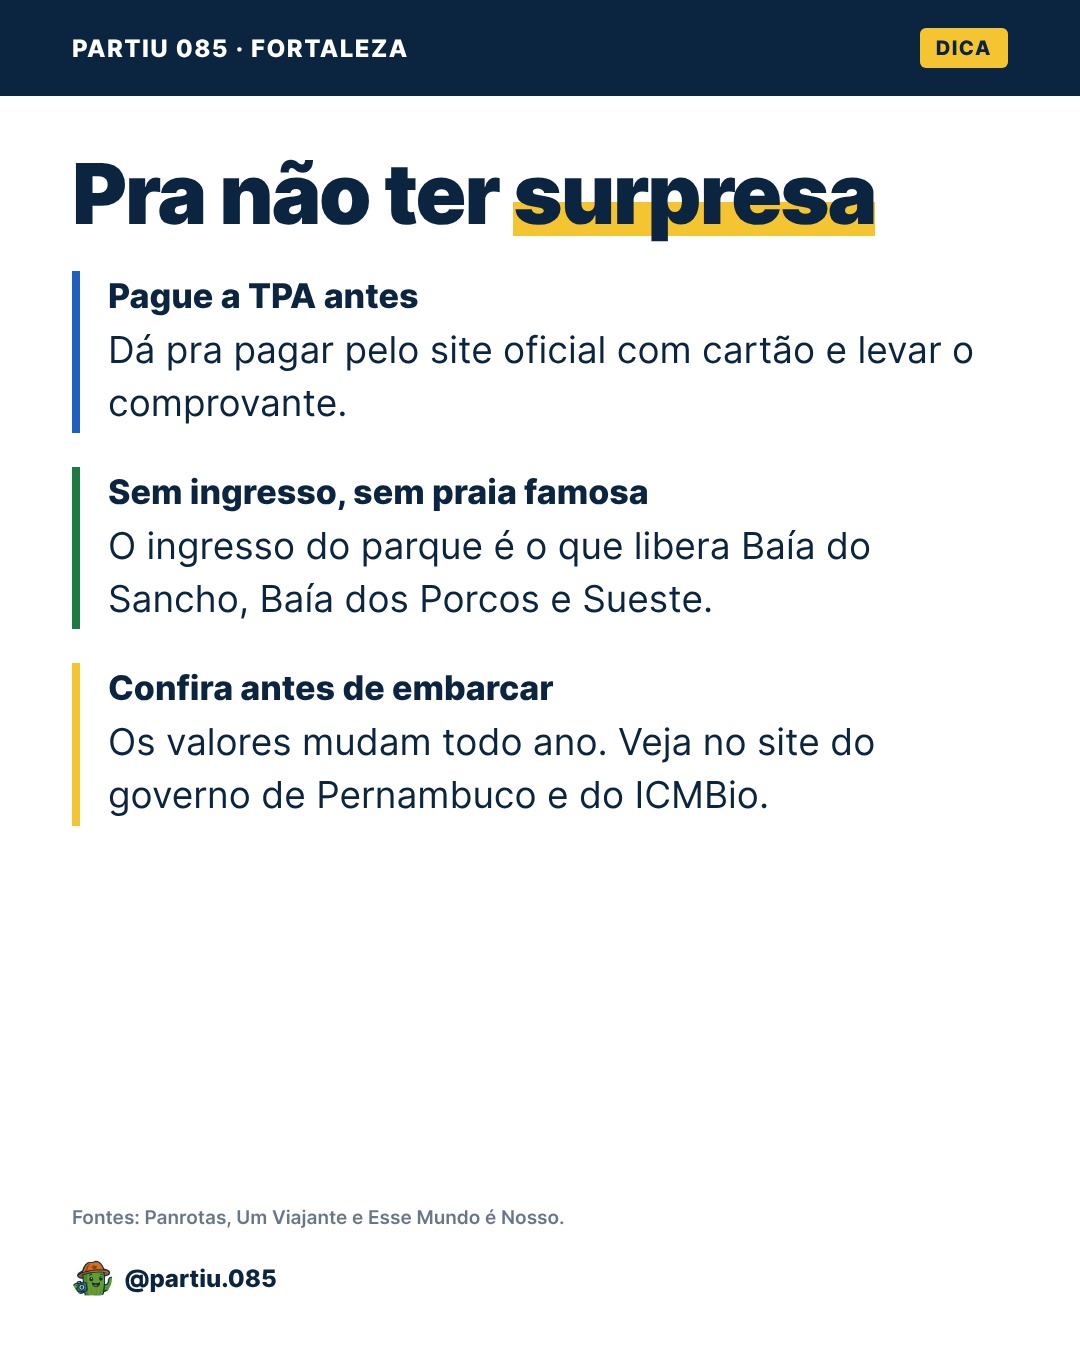 PARTIU 085 · FORTALEZA
DICA
Pra não ter surpresa
Pague a TPA antes
Dá pra pagar pelo site oficial com cartão e levar o
comprovante.
Sem ingresso, sem praia famosa
O ingresso do parque é o que libera Baía do
Sancho, Baía dos Porcos e Sueste.
Confira antes de embarcar
Os valores mudam todo ano. Veja no site do
governo de Pernambuco e do ICMBio.
Fontes: Panrotas, Um Viajante e Esse Mundo é Nosso.
@partiu.085